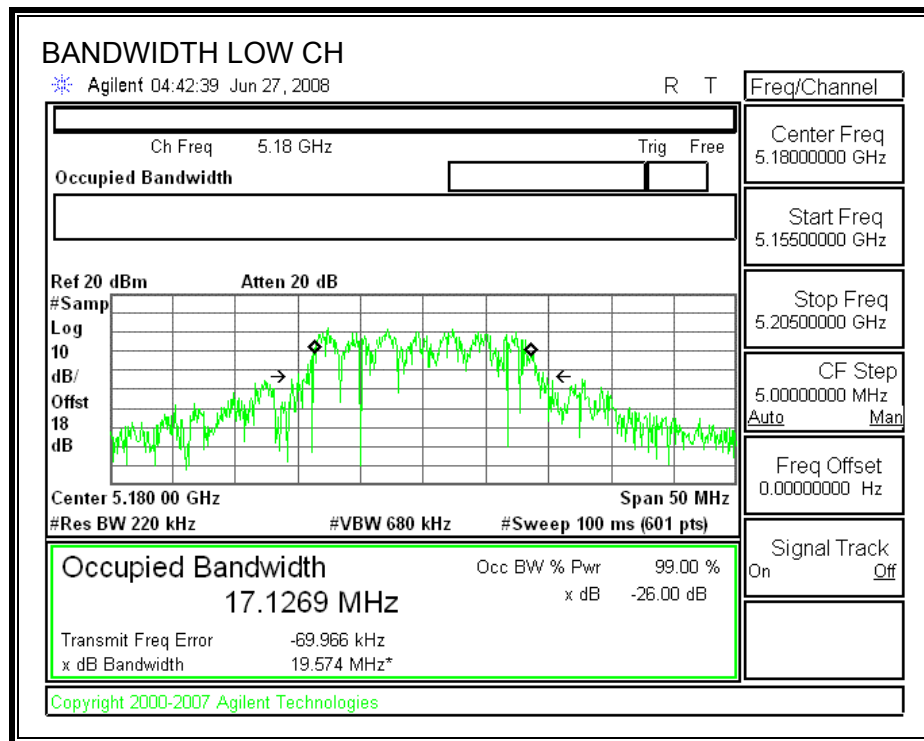 BANDWIDTH LOW CH
Agilent 04:42:39 Jun 27, 2008 R T
Freq/Channel
Ch Freq 5.18 GHz Trig Free
Occupied Bandwidth
Center Freq
5.18000000 GHz
Start Freq
5.15500000 GHz
Stop Freq
5.20500000 GHz
CF Step
5.00000000 MHz
Auto Man
Freq Offset
0.00000000 Hz
Signal Track
On Off
Ref 20 dBm Atten 20 dB
#Samp
Log
10
dB/
Offst
18
dB
Center 5.180 00 GHz Span 50 MHz
#Res BW 220 kHz #VBW 680 kHz #Sweep 100 ms (601 pts)
Occupied Bandwidth Occ BW % Pwr 99.00 %
17.1269 MHz x dB -26.00 dB
Transmit Freq Error -69.966 kHz
x dB Bandwidth 19.574 MHz*
Copyright 2000-2007 Agilent Technologies